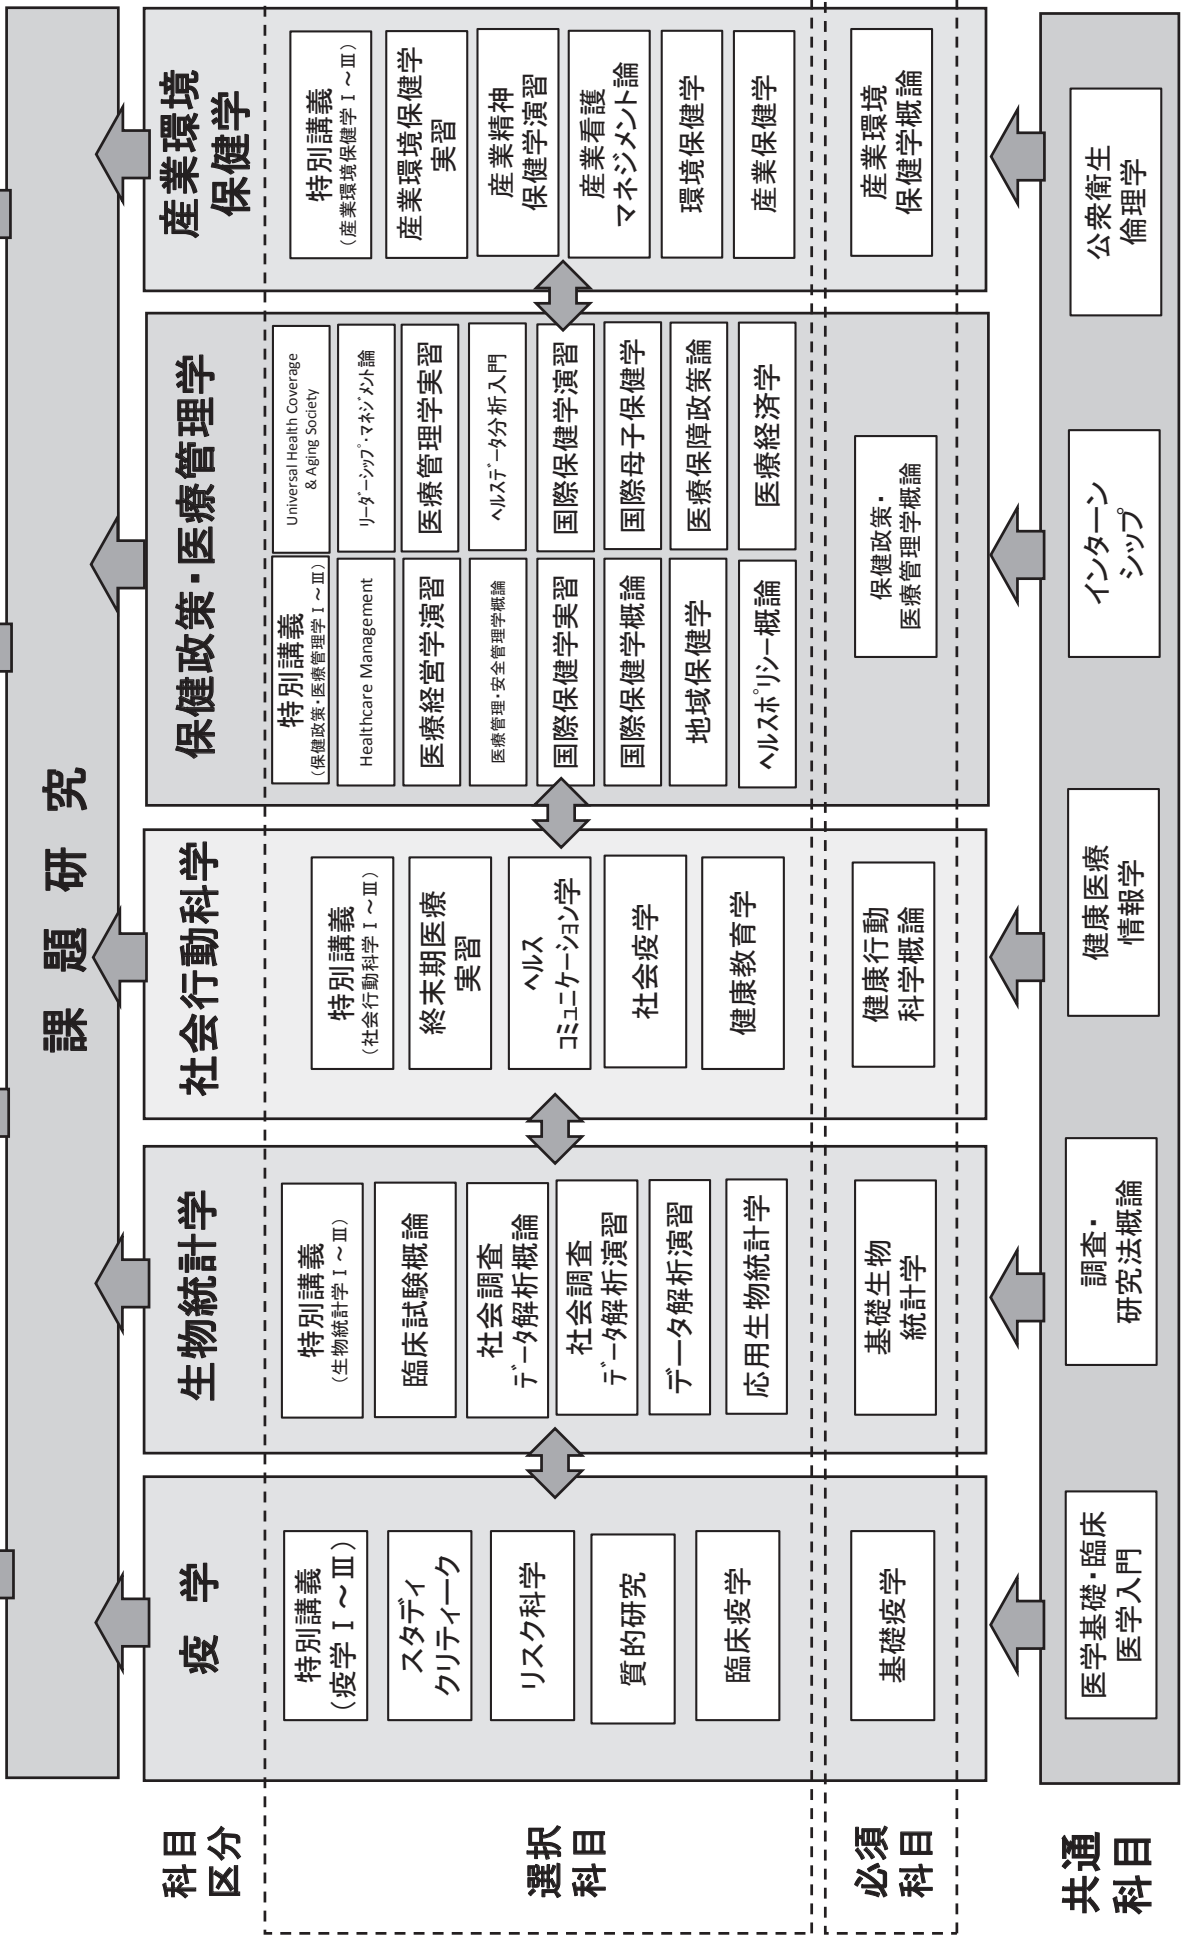 課題研究
科目
区分
疫学
生物統計学
社会行動科学
保健政策・医療管理学
産業環境
保健学
選択
科目
特別講義
（疫学Ⅰ～Ⅲ）
スタディ
クリティーク
リスク科学
質的研究
臨床疫学
特別講義
（生物統計学Ⅰ～Ⅲ）
臨床試験概論
社会調査
データ解析概論
社会調査
データ解析演習
データ解析演習
応用生物統計学
特別講義
（社会行動科学Ⅰ～Ⅲ）
終末期医療
実習
ヘルス
コミュニケーション学
社会疫学
健康教育学
特別講義
（保健政策・医療管理学Ⅰ～Ⅲ）
Universal Health Coverage
& Aging Society
Healthcare Management
リーダーシップ・マネジメント論
医療経営学演習
医療管理学実習
医療管理・安全管理学概論
ヘルスデータ分析入門
国際保健学実習
国際保健学演習
国際保健学概論
国際母子保健学
地域保健学
医療保障政策論
ヘルスポリシー概論
医療経済学
特別講義
（産業環境保健学Ⅰ～Ⅲ）
産業環境保健学
実習
産業精神
保健学演習
産業看護
マネジメント論
環境保健学
産業保健学
必須
科目
基礎疫学
基礎生物
統計学
健康行動
科学概論
保健政策・
医療管理学概論
産業環境
保健学概論
共通
科目
医学基礎・臨床
医学入門
調査・
研究法概論
健康医療
情報学
インターン
シップ
公衆衛生
倫理学